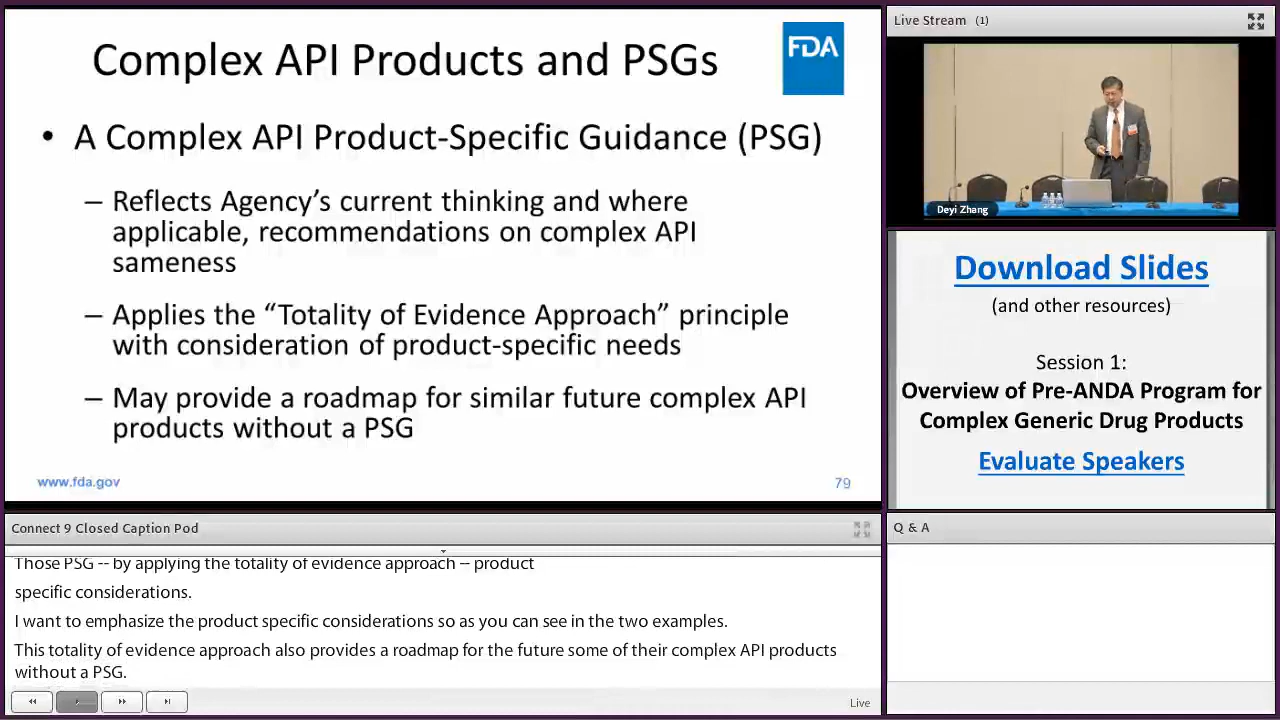 Complex API Products and PSGs
FDA
• A Complex API Product-Specific Guidance (PSG)
– Reflects Agency’s current thinking and where
applicable, recommendations on complex API
sameness
– Applies the “Totality of Evidence Approach” principle
with consideration of product-specific needs
– May provide a roadmap for similar future complex API
products without a PSG
www.fda.gov
79
Live Stream (1)
Deyi Zhang
Download Slides
(and other resources)
Session 1:
Overview of Pre-ANDA Program for
Complex Generic Drug Products
Evaluate Speakers
Connect 9 Closed Caption Pod
Those PSG -- by applying the totality of evidence approach -- product
specific considerations.
I want to emphasize the product specific considerations so as you can see in the two examples.
This totality of evidence approach also provides a roadmap for the future some of their complex API products
without a PSG.
Live
Q & A